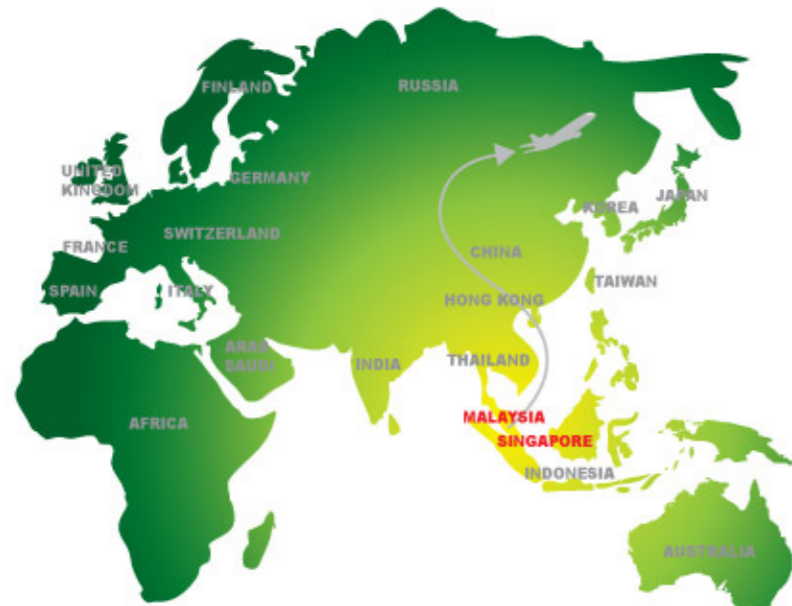 FINLAND
RUSSIA
UNITED
KINGDOM
GERMANY
JAPAN
KOREA
FRANCE
SWITZERLAND
CHINA
TAIWAN
SPAIN
ITALY
HONG KONG
ARAB
SAUDI
INDIA
THAILAND
AFRICA
MALAYSIA
SINGAPORE
INDONESIA
AUSTRALIA